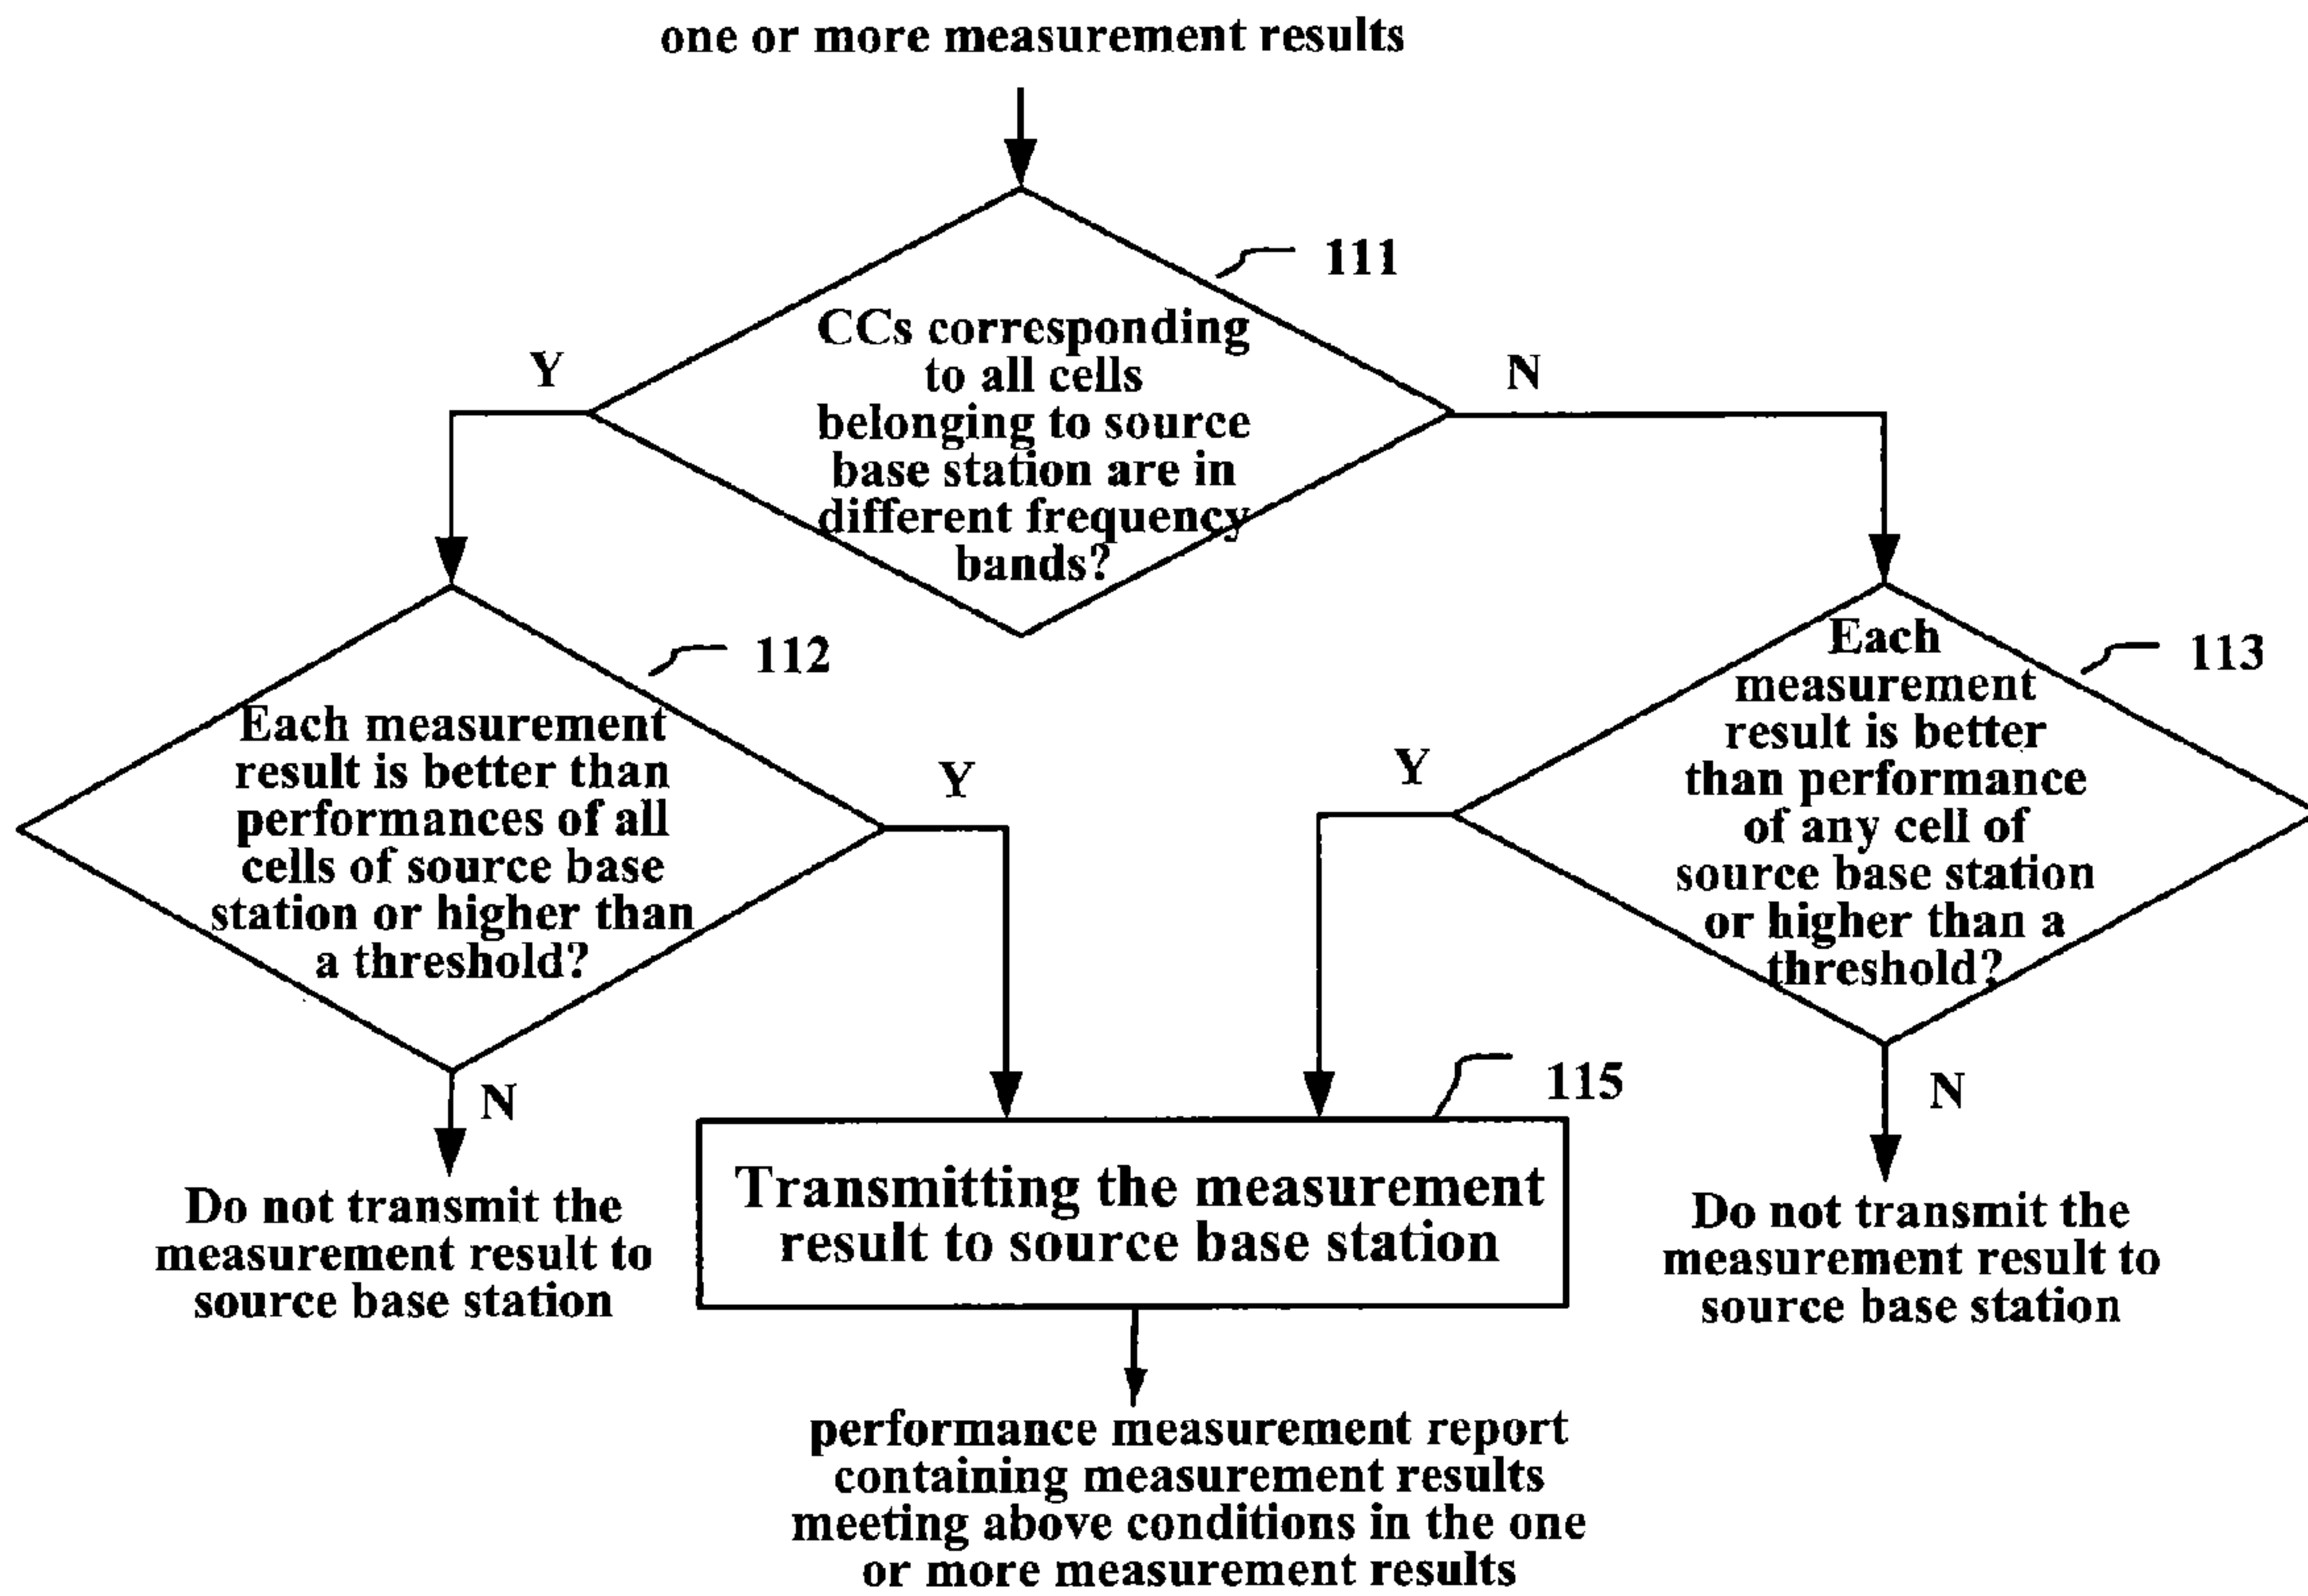 one or more measurement results
111
CCs corresponding
to all cells
belonging to source
base station are in
different frequency
bands?
Y
N
112
Each measurement
result is better than
performances of all
cells of source base
station or higher than
a threshold?
Y
N
113
Each
measurement
result is better
than performance
of any cell of
source base station
or higher than a
threshold?
Y
N
Do not transmit the
measurement result to
source base station
115
Transmitting the measurement
result to source base station
Do not transmit the
measurement result to
source base station
performance measurement report
containing measurement results
meeting above conditions in the one
or more measurement results